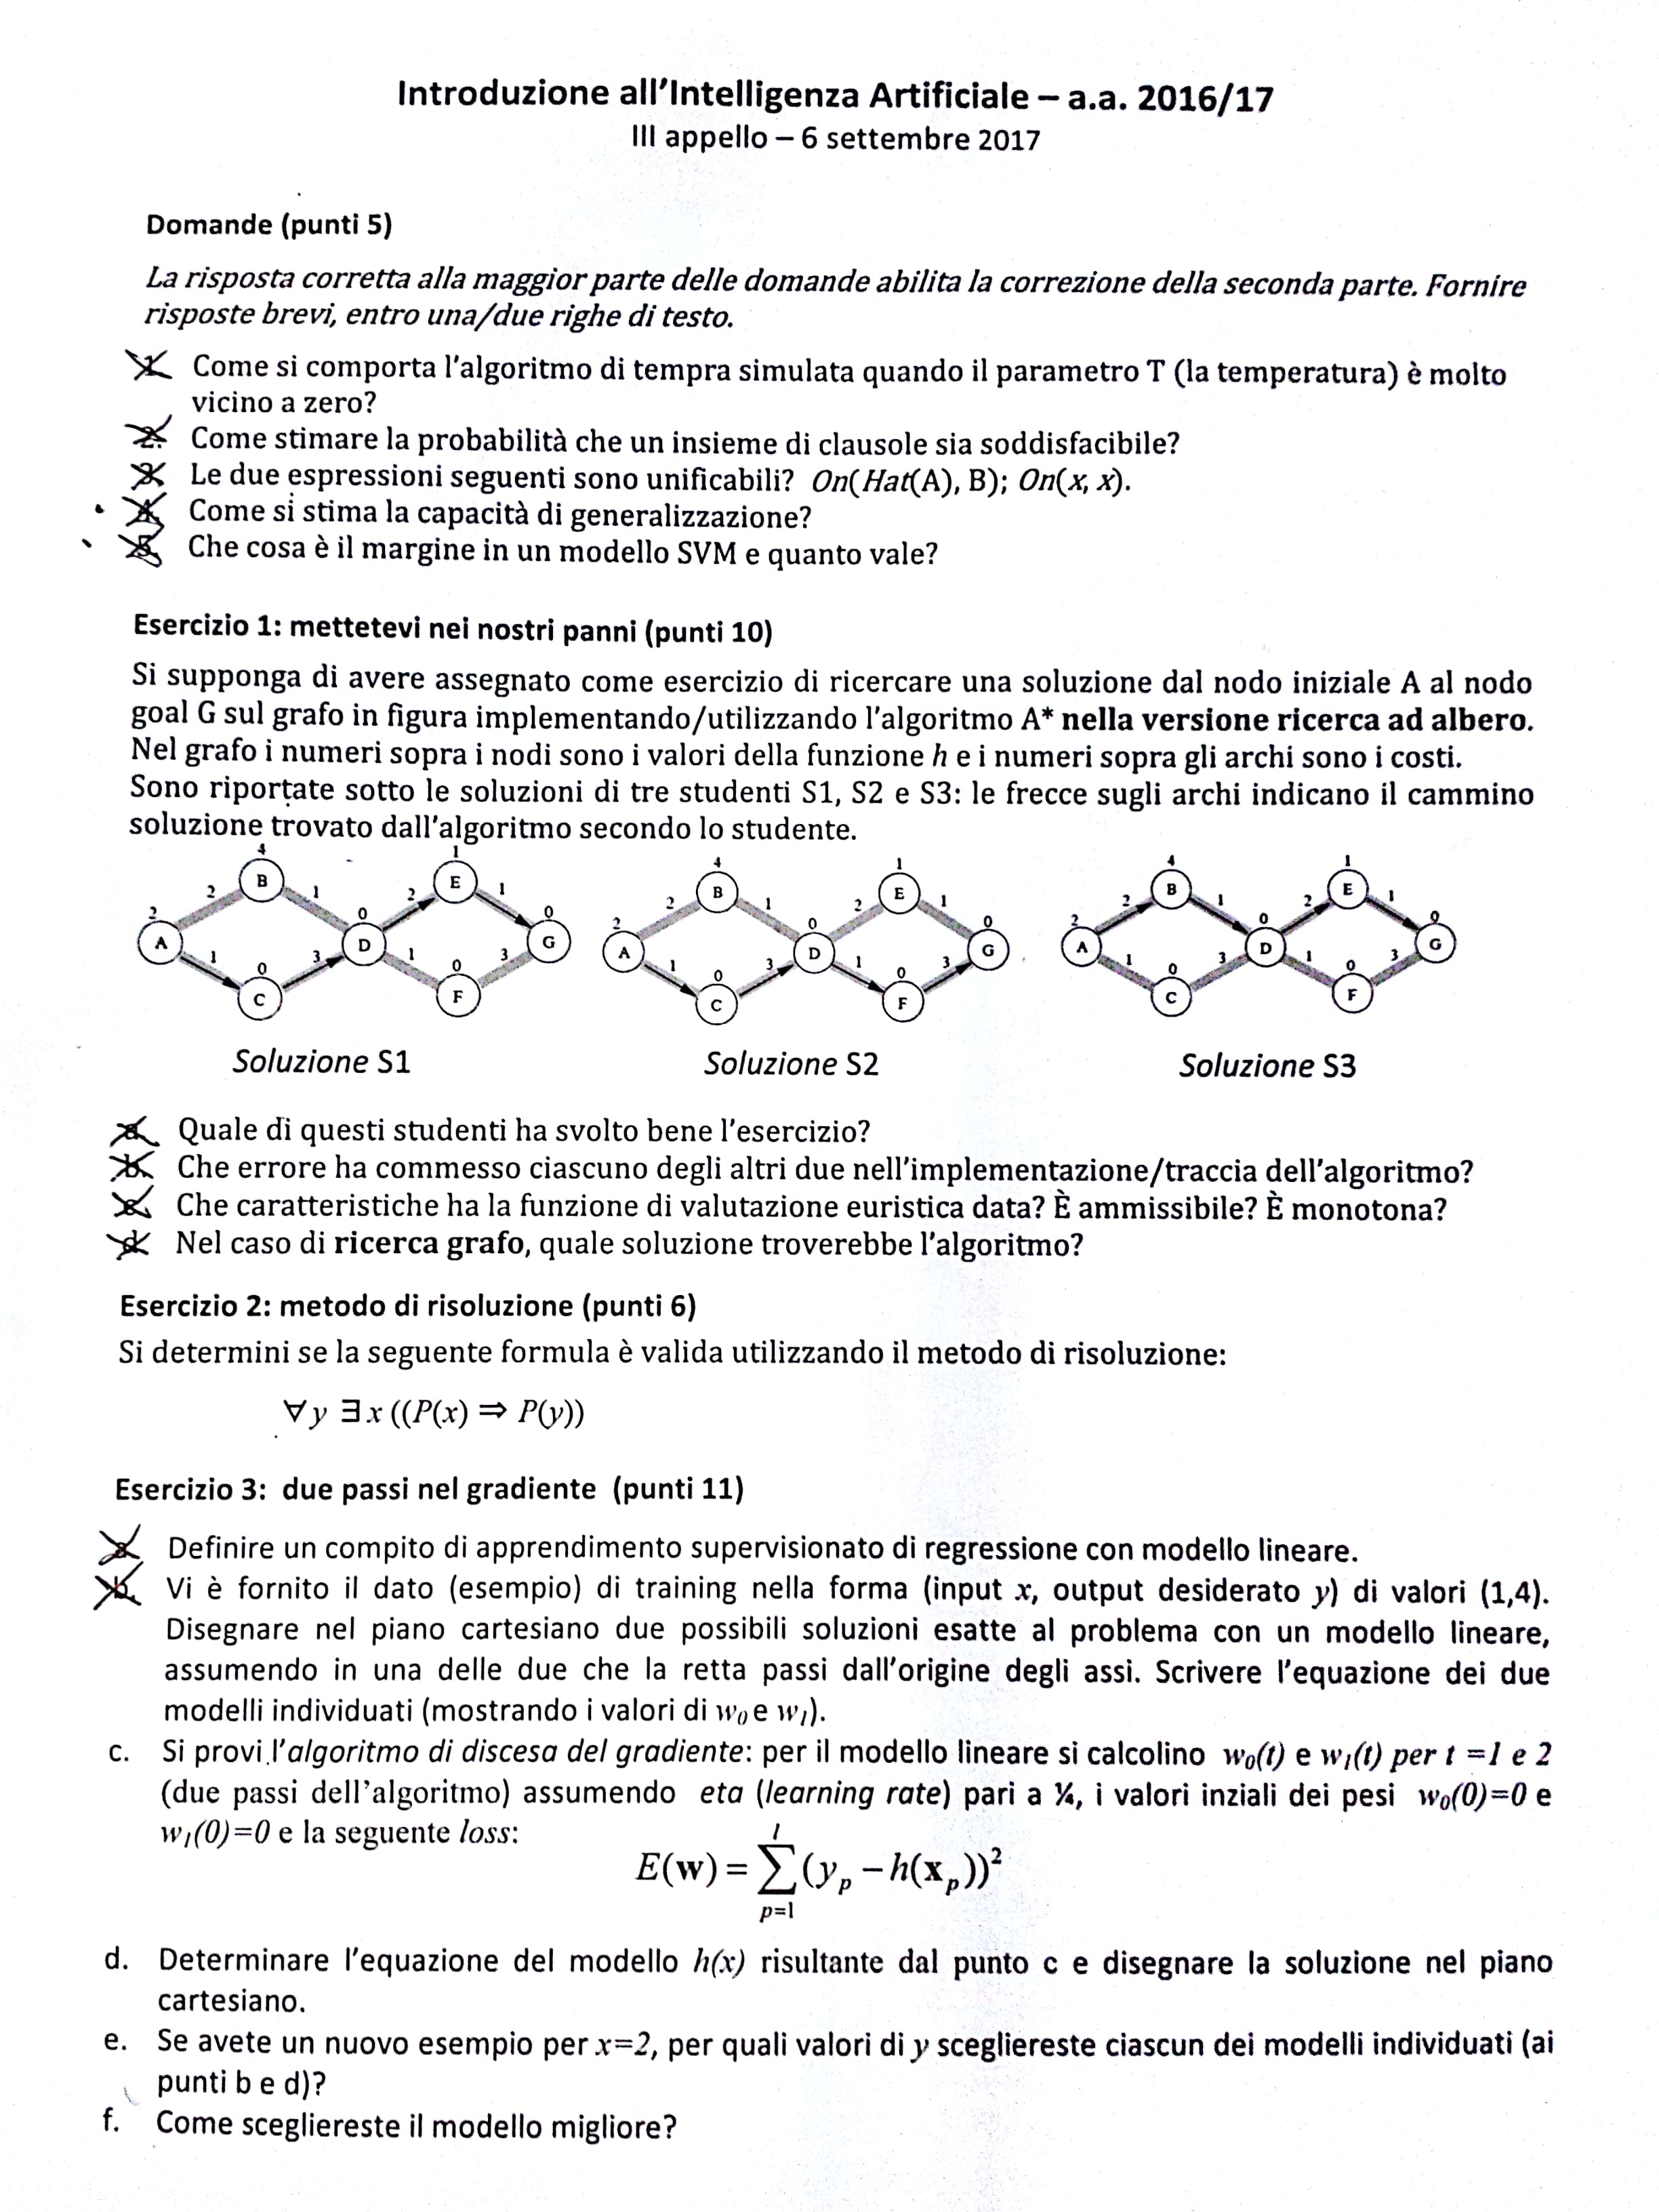 Introduzione all'Intelligenza Artificiale – a.a. 2016/17
III appello – 6 settembre 2017
Domande (punti 5)
La risposta corretta alla maggior parte delle domande abilita la correzione della seconda parte. Fornire
risposte brevi, entro una/due righe di testo.
1. Come si comporta l'algoritmo di tempra simulata quando il parametro T (la temperatura) è molto
vicino a zero?
2. Come stimare la probabilità che un insieme di clausole sia soddisfacibile?
3. Le due espressioni seguenti sono unificabili? On(Hat(A), B); On(x, x).
4. Come si stima la capacità di generalizzazione?
5. Che cosa è il margine in un modello SVM e quanto vale?
Esercizio 1: mettetevi nei nostri panni (punti 10)
Si supponga di avere assegnato come esercizio di ricercare una soluzione dal nodo iniziale A al nodo
goal G sul grafo in figura implementando/utilizzando l'algoritmo A* nella versione ricerca ad albero.
Nel grafo i numeri sopra i nodi sono i valori della funzione h e i numeri sopra gli archi sono i costi.
Sono riportate sotto le soluzioni di tre studenti S1, S2 e S3: le frecce sugli archi indicano il cammino
soluzione trovato dall'algoritmo secondo lo studente.
4 1 4 1 4 1
B E B E B E
2 1 2 1 2 1 2 1 2 1 2 1
2 0 0 2 0 0 2 0 0
A D G A D G A D G
1 0 3 1 0 3 1 0 3 1 0 3 1 0 3 1 0 3
C F C F C F
Soluzione S1 Soluzione S2 Soluzione S3
a. Quale di questi studenti ha svolto bene l'esercizio?
b. Che errore ha commesso ciascuno degli altri due nell'implementazione/traccia dell'algoritmo?
c. Che caratteristiche ha la funzione di valutazione euristica data? È ammissibile? È monotona?
d. Nel caso di ricerca grafo, quale soluzione troverebbe l'algoritmo?
Esercizio 2: metodo di risoluzione (punti 6)
Si determini se la seguente formula è valida utilizzando il metodo di risoluzione:
∀y ∃x ((P(x) ⇒ P(y))
Esercizio 3: due passi nel gradiente (punti 11)
a. Definire un compito di apprendimento supervisionato di regressione con modello lineare.
b. Vi è fornito il dato (esempio) di training nella forma (input x, output desiderato y) di valori (1,4).
Disegnare nel piano cartesiano due possibili soluzioni esatte al problema con un modello lineare,
assumendo in una delle due che la retta passi dall'origine degli assi. Scrivere l'equazione dei due
modelli individuati (mostrando i valori di w₀ e w₁).
c. Si provi l'algoritmo di discesa del gradiente: per il modello lineare si calcolino w₀(t) e w₁(t) per t =1 e 2
(due passi dell'algoritmo) assumendo eta (learning rate) pari a ¼, i valori inziali dei pesi w₀(0)=0 e
w₁(0)=0 e la seguente loss:
E(w) = ∑_{p=1}^{l} (y_p − h(x_p))²
d. Determinare l'equazione del modello h(x) risultante dal punto c e disegnare la soluzione nel piano
cartesiano.
e. Se avete un nuovo esempio per x=2, per quali valori di y scegliereste ciascun dei modelli individuati (ai
punti b e d)?
f. Come scegliereste il modello migliore?